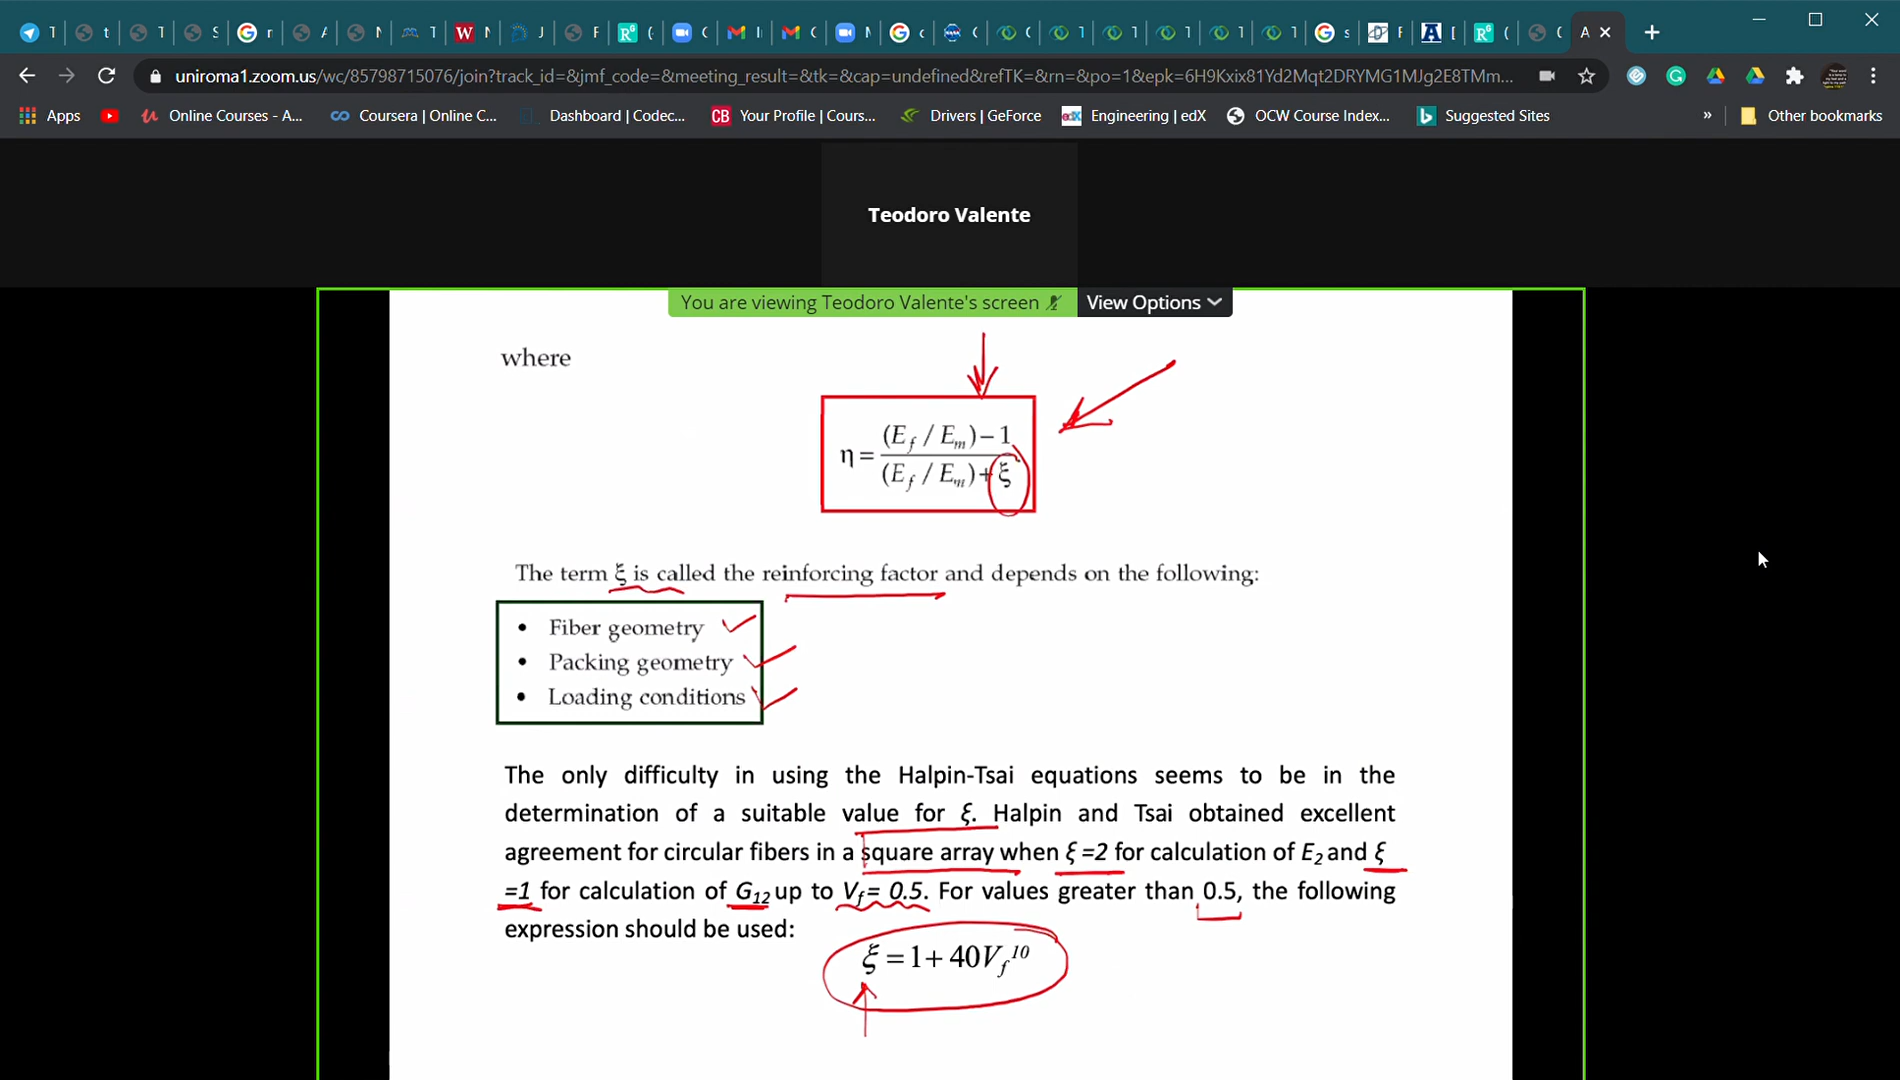 T
t
T
S
r
A
N
T
W N
J
F
(
C
I
C
N
c
C
C
T
T
T
T
T
s
F
[
(
C
A
uniroma1.zoom.us/wc/85798715076/join?track_id=&jmf_code=&meeting_result=&tk=&cap=undefined&refTK=&rn=&po=1&epk=6H9Kxix81Yd2Mqt2DRYMG1MJg2E8TMm...
Apps Online Courses - A... Coursera | Online C... Dashboard | Codec... CB Your Profile | Cours... Drivers | GeForce edX Engineering | edX OCW Course Index... Suggested Sites » Other bookmarks
Teodoro Valente
You are viewing Teodoro Valente's screen View Options
where
η = (E_f / E_m) − 1
(E_f / E_m) + ξ
The term ξ is called the reinforcing factor and depends on the following:
• Fiber geometry
• Packing geometry
• Loading conditions
The only difficulty in using the Halpin-Tsai equations seems to be in the
determination of a suitable value for ξ. Halpin and Tsai obtained excellent
agreement for circular fibers in a square array when ξ =2 for calculation of E₂ and ξ
=1 for calculation of G₁₂ up to V_f= 0.5. For values greater than 0.5, the following
expression should be used:
ξ = 1 + 40V_f¹⁰